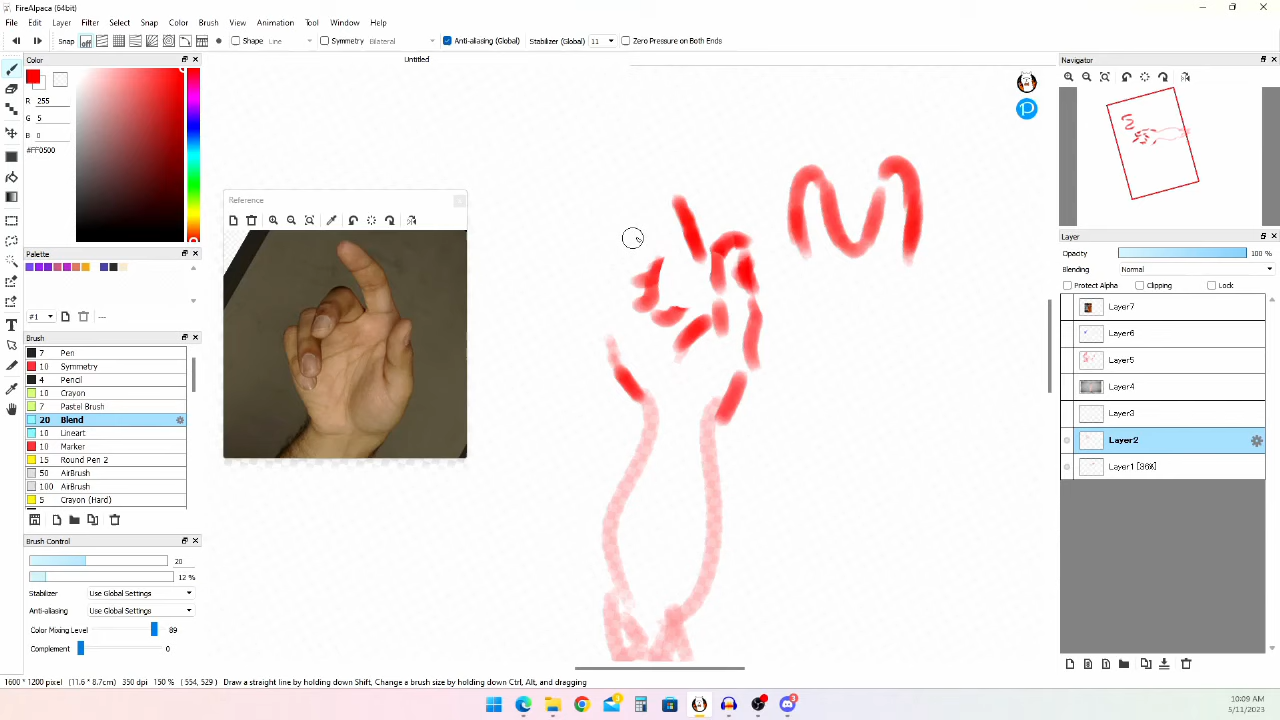 FireAlpaca (64bit)
File Edit Layer Filter Select Snap Color Brush View Animation Tool Window Help
Snap off Shape Line Symmetry Bilateral Anti-aliasing (Global) Stabilizer (Global) 11 Zero Pressure on Both Ends
Color
R 255
G 5
B 0
#FF0500
Palette
#1 ---
Brush
7 Pen
10 Symmetry
4 Pencil
10 Crayon
7 Pastel Brush
20 Blend
10 Lineart
10 Marker
15 Round Pen 2
50 AirBrush
100 AirBrush
5 Crayon (Hard)
Brush Control
20
12 %
Stabilizer Use Global Settings
Anti-aliasing Use Global Settings
Color Mixing Level 89
Complement 0
Untitled
Reference
Navigator
Layer
Opacity 100 %
Blending Normal
Protect Alpha Clipping Lock
Layer7
Layer6
Layer5
Layer4
Layer3
Layer2
Layer1 [36%]
1600 * 1200 pixel (11.6 * 8.7cm) 350 dpi 150 % (554, 529) Draw a straight line by holding down Shift, Change a brush size by holding down Ctrl, Alt, and dragging
10:09 AM
5/11/2023